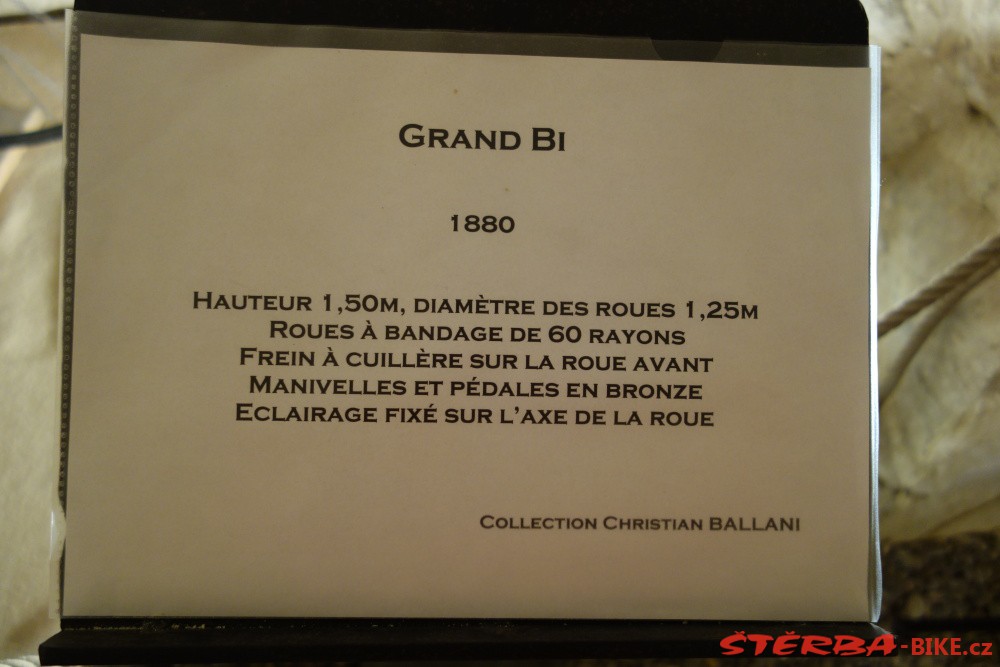 GRAND BI
1880
HAUTEUR 1,50M, DIAMÈTRE DES ROUES 1,25M
ROUES À BANDAGE DE 60 RAYONS
FREIN À CUILLÈRE SUR LA ROUE AVANT
MANIVELLES ET PÉDALES EN BRONZE
ECLAIRAGE FIXÉ SUR L'AXE DE LA ROUE
COLLECTION CHRISTIAN BALLANI
ŠTĚRBA-BIKE.cz